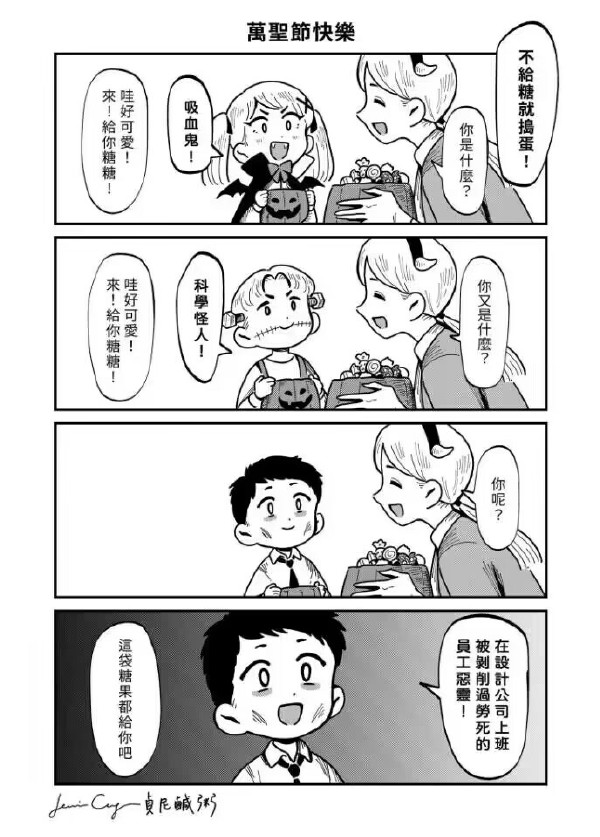 萬聖節快樂
不給糖就搗蛋！
你是什麼？
吸血鬼！
哇好可愛！
來！給你糖糖！
你又是什麼？
科學怪人！
哇好可愛！
來！給你糖糖！
你呢？
在設計公司上班
被剝削過勞死的
員工惡靈！
這袋糖果都給你吧
貞尼鹹粥